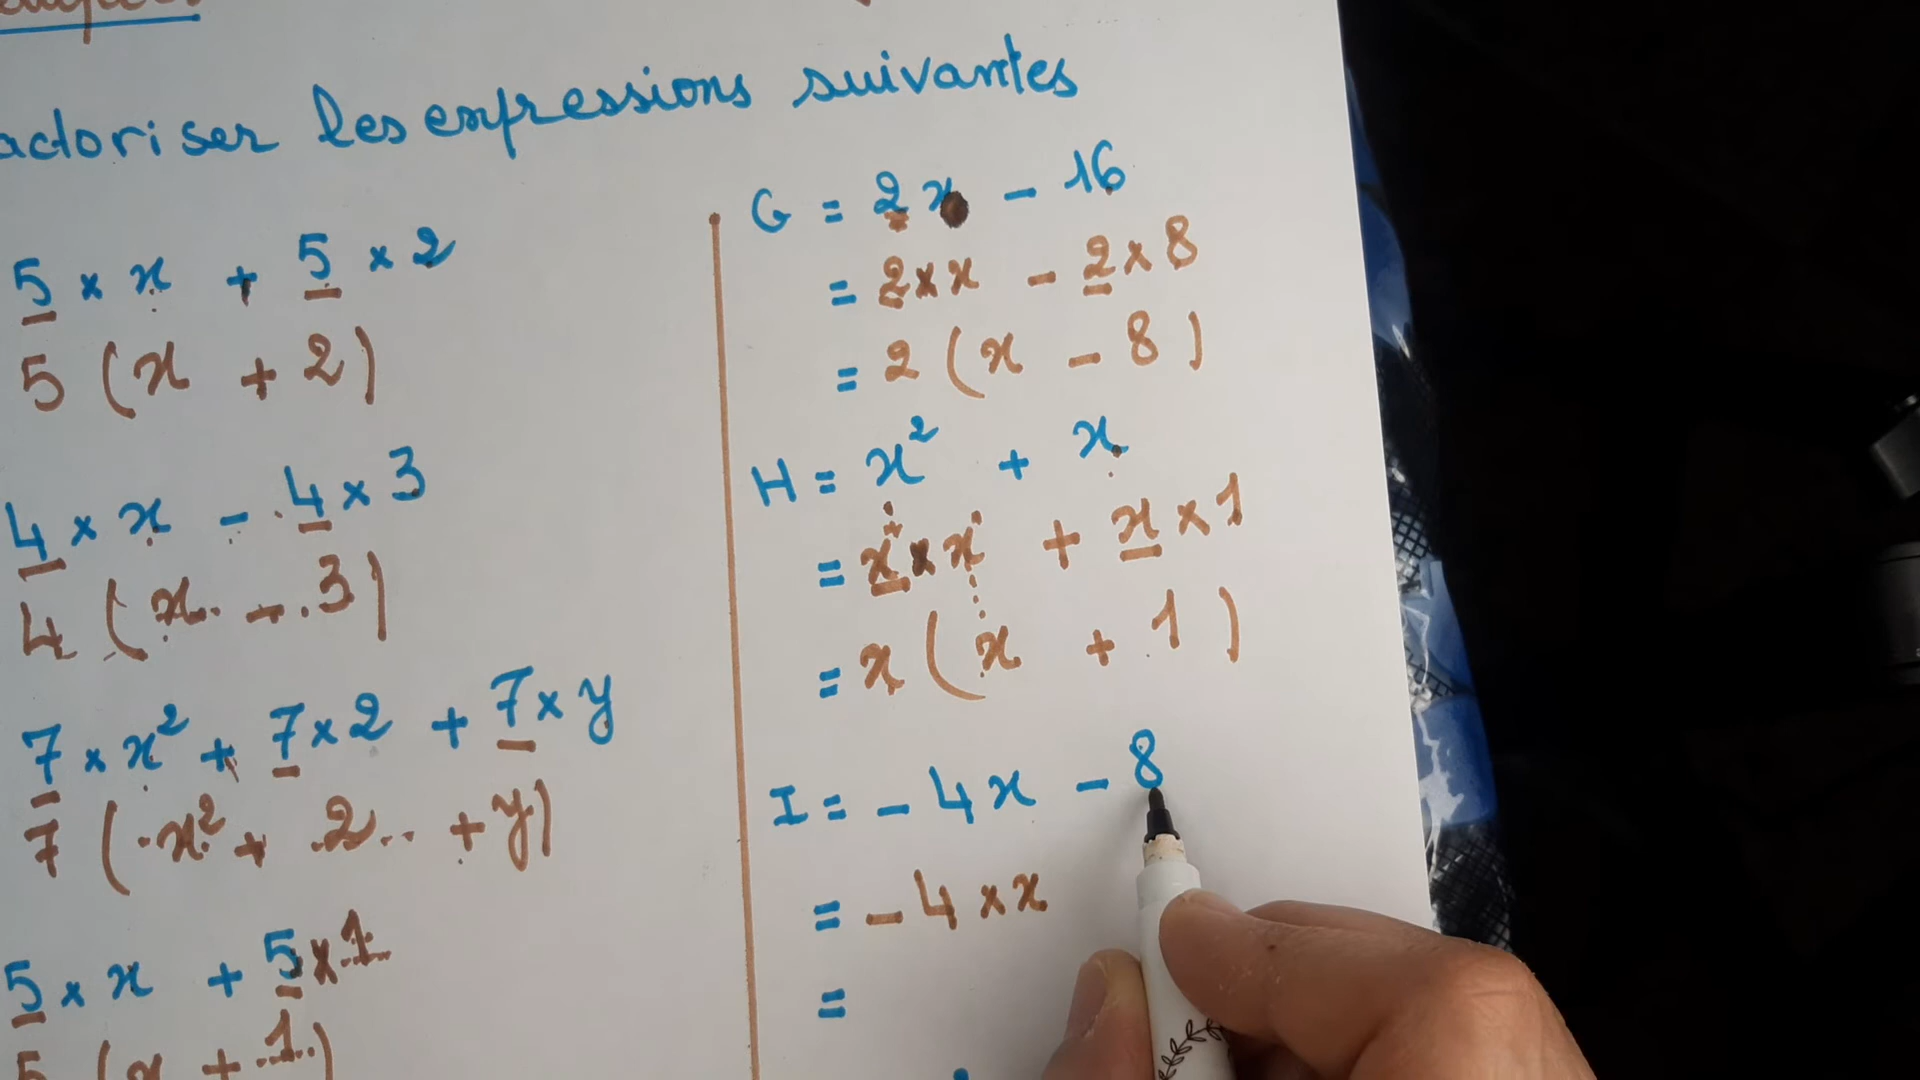 actoriser les expressions suivantes
5 × x + 5 × 2
5 (x + 2)
4 × x - 4 × 3
4 (x - 3)
7 × x² + 7 × 2 + 7 × y
7 (x² + 2 + y)
5 × x + 5 × 1
5 (x + 1)
G = 2x - 16
= 2 × x - 2 × 8
= 2 (x - 8)
H = x² + x
= x × x + x × 1
= x (x + 1)
I = - 4x - 8
= - 4 × x
=